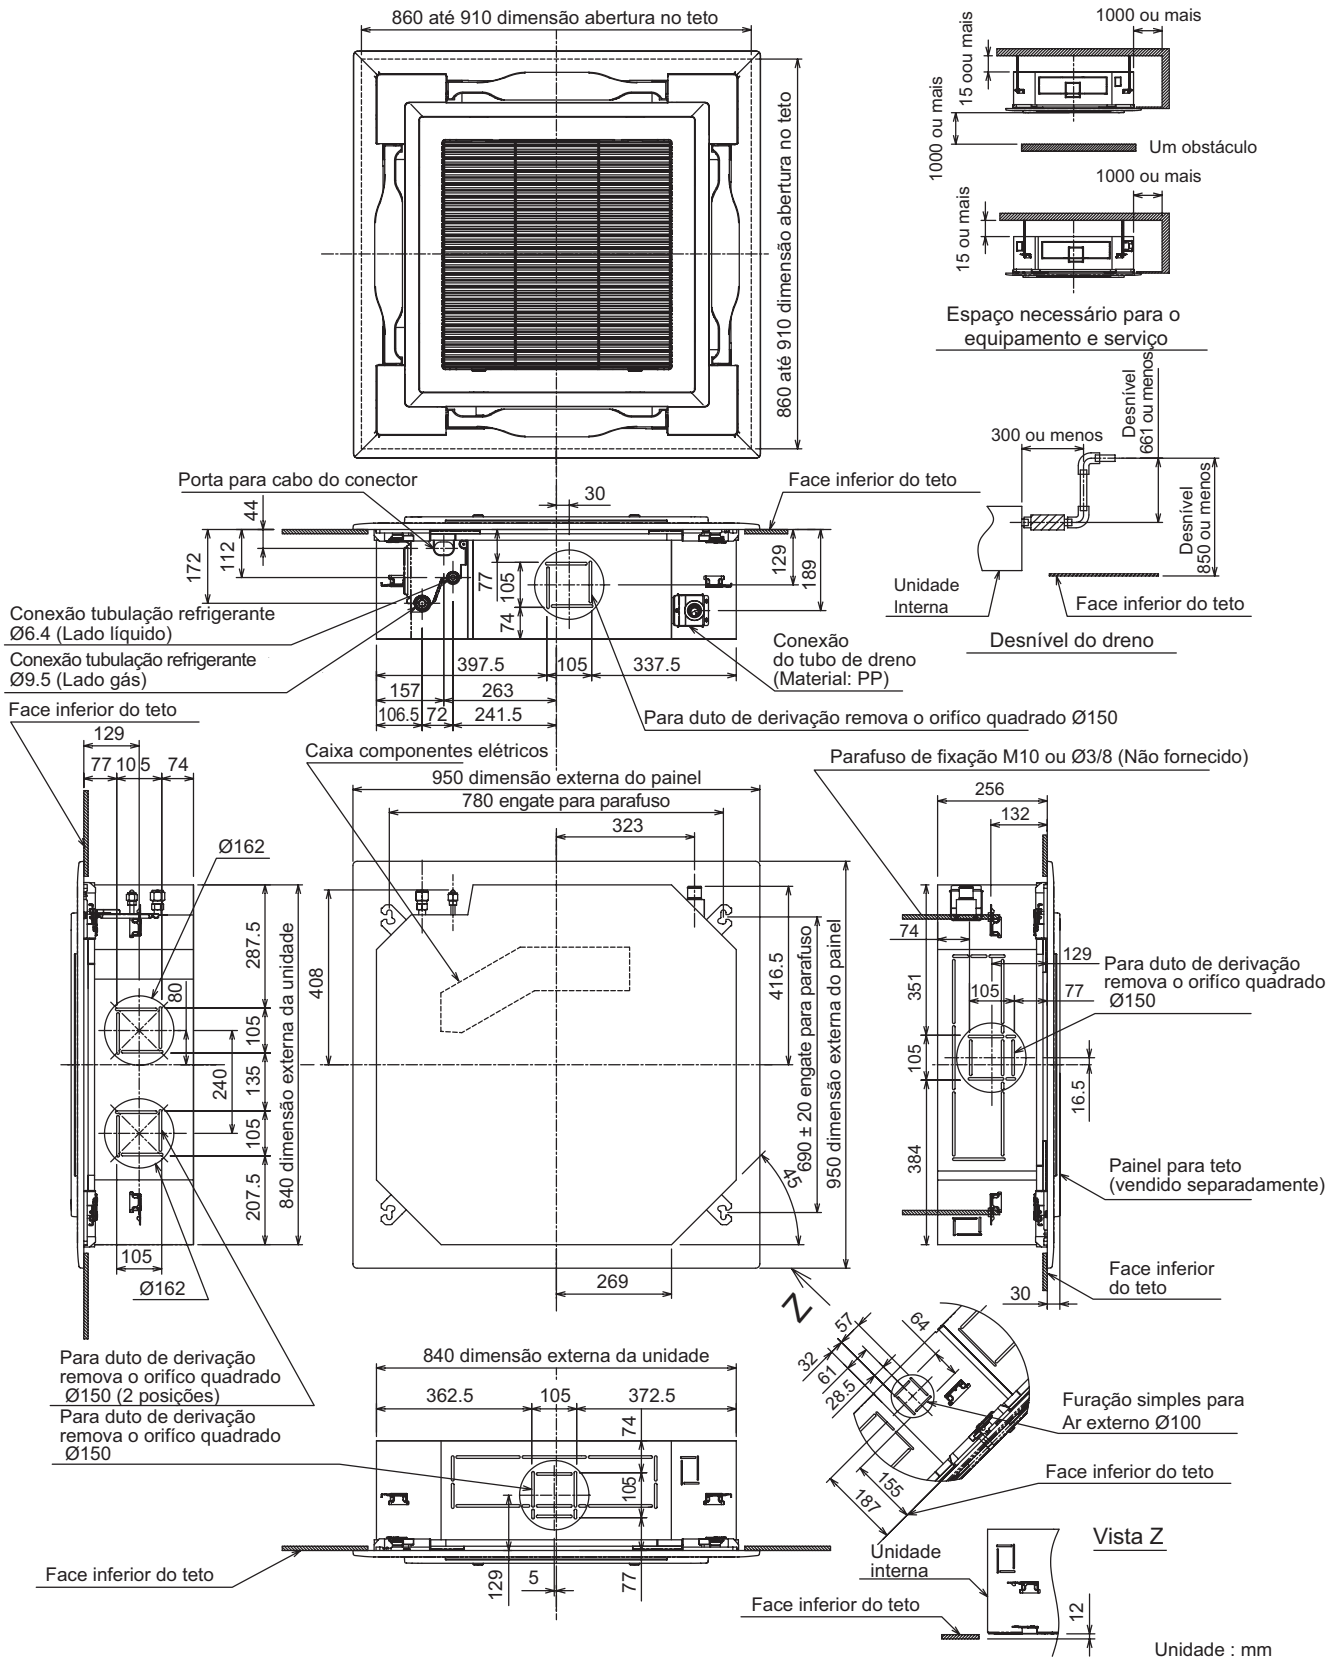 860 até 910 dimensão abertura no teto
860 até 910 dimensão abertura no teto
1000 ou mais
15 oou mais
1000 ou mais
Um obstáculo
1000 ou mais
15 ou mais
Espaço necessário para o
equipamento e serviço
300 ou menos
Desnível
661 ou menos
Desnível
850 ou menos
Unidade
Interna
Face inferior do teto
Desnível do dreno
Porta para cabo do conector
30
Face inferior do teto
44
112
172
77
105
74
129
189
Conexão tubulação refrigerante
Ø6.4 (Lado líquido)
Conexão tubulação refrigerante
Ø9.5 (Lado gás)
Conexão
do tubo de dreno
(Material: PP)
397.5
105
337.5
157
263
106.5
72
241.5
Para duto de derivação remova o orifíco quadrado Ø150
Face inferior do teto
129
77
105
74
Ø162
287.5
80
105
135
240
105
207.5
840 dimensão externa da unidade
105
Ø162
Para duto de derivação
remova o orifíco quadrado
Ø150 (2 posições)
Para duto de derivação
remova o orifíco quadrado
Ø150
Caixa componentes elétricos
950 dimensão externa do painel
780 engate para parafuso
323
408
416.5
690 ± 20 engate para parafuso
950 dimensão externa do painel
45
269
Z
Parafuso de fixação M10 ou Ø3/8 (Não fornecido)
256
132
74
129
351
105
77
105
384
16.5
Para duto de derivação
remova o orifíco quadrado
Ø150
Painel para teto
(vendido separadamente)
Face inferior
do teto
30
840 dimensão externa da unidade
362.5
105
372.5
74
105
77
129
5
Face inferior do teto
57
32
61
28.5
64
155
187
Furação simples para
Ar externo Ø100
Face inferior do teto
Vista Z
Unidade
interna
Face inferior do teto
12
Unidade : mm